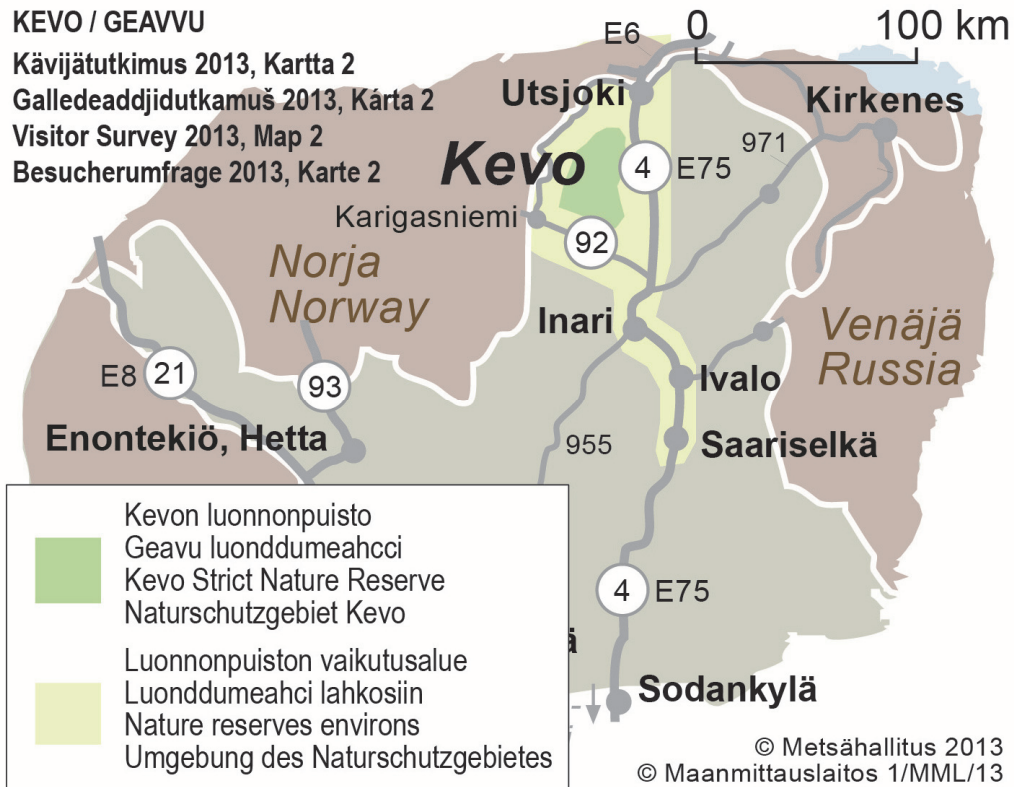 KEVO / GEAVVU
Kävijätutkimus 2013, Kartta 2
Galledeaddjidutkamuš 2013, Kárta 2
Visitor Survey 2013, Map 2
Besucherumfrage 2013, Karte 2
0 100 km
E6
Utsjoki
Kirkenes
Kevo
4 E75
971
Karigasniemi
92
Norja
Norway
Inari
Venäjä
Russia
E8 21
93
Ivalo
Enontekiö, Hetta
955
Saariselkä
4 E75
ä
Sodankylä
Kevon luonnonpuisto
Geavu luonddumeahcci
Kevo Strict Nature Reserve
Naturschutzgebiet Kevo
Luonnonpuiston vaikutusalue
Luonddumeahci lahkosiin
Nature reserves environs
Umgebung des Naturschutzgebietes
© Metsähallitus 2013
© Maanmittauslaitos 1/MML/13